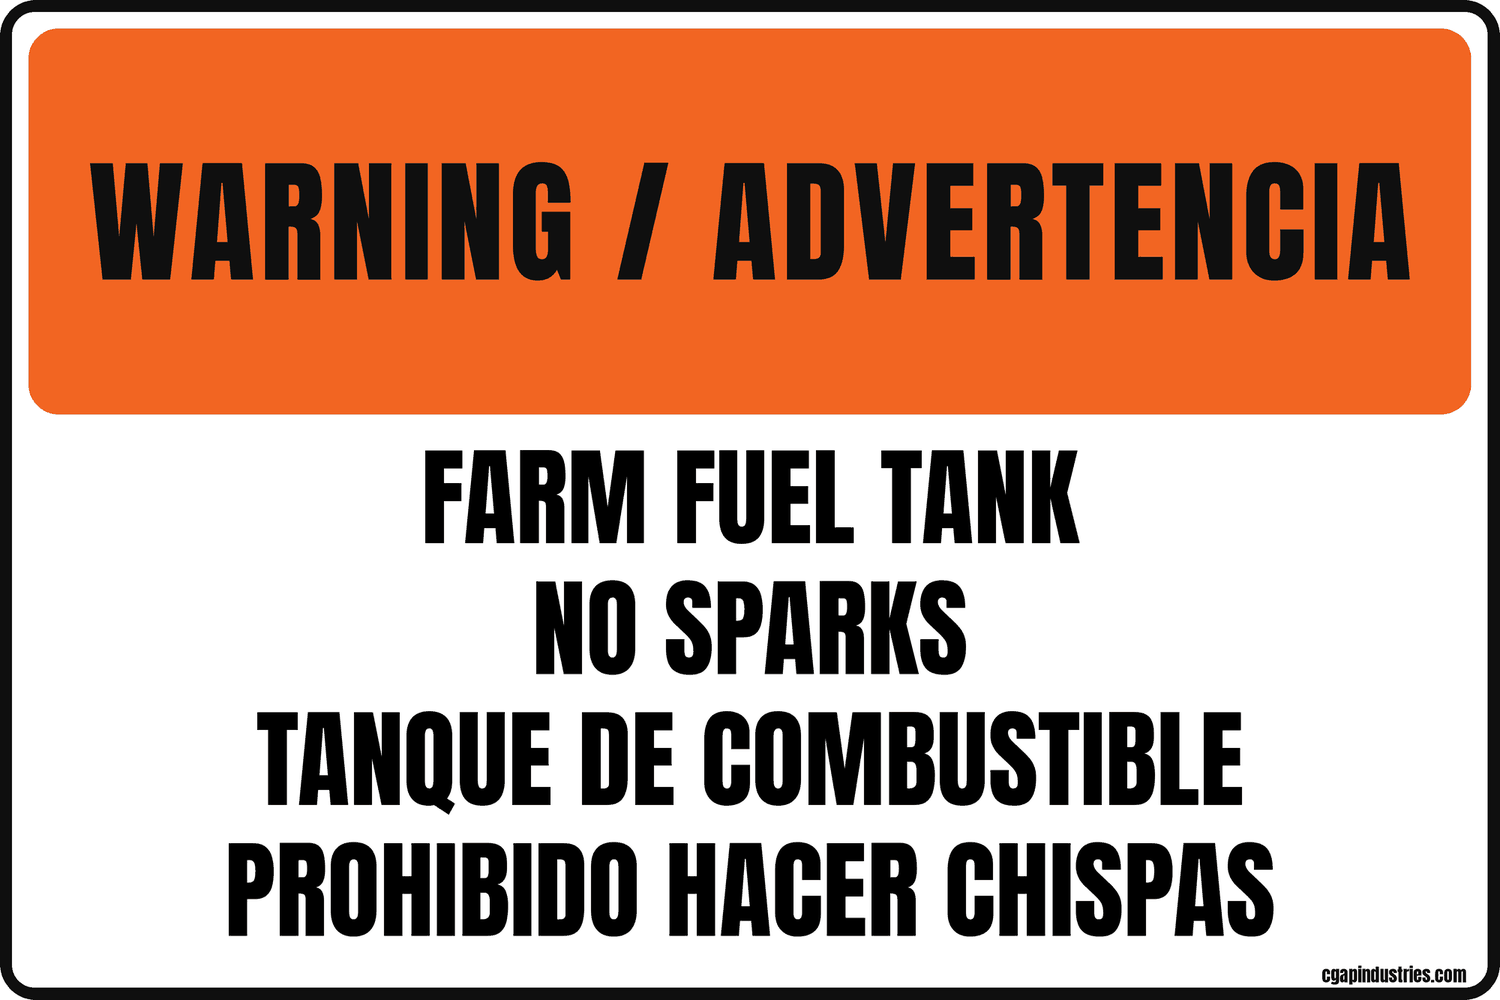 WARNING / ADVERTENCIA
FARM FUEL TANK
NO SPARKS
TANQUE DE COMBUSTIBLE
PROHIBIDO HACER CHISPAS
cgapindustries.com